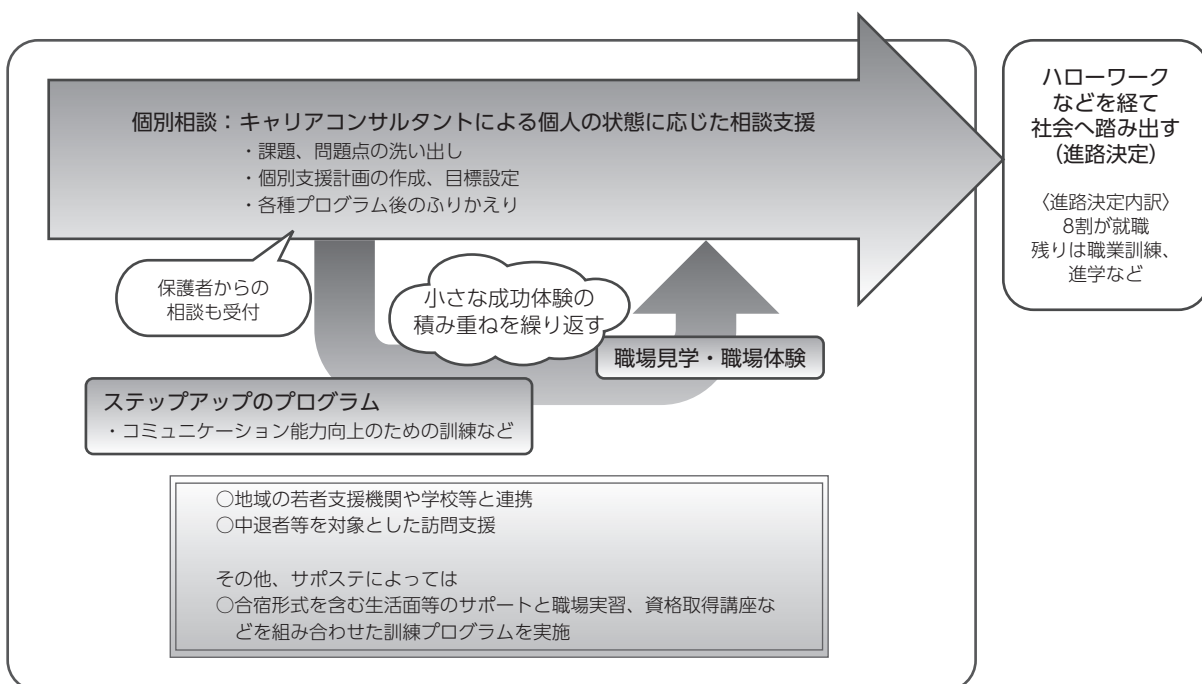 個別相談：キャリアコンサルタントによる個人の状態に応じた相談支援
・課題、問題点の洗い出し
・個別支援計画の作成、目標設定
・各種プログラム後のふりかえり
保護者からの
相談も受付
小さな成功体験の
積み重ねを繰り返す
職場見学・職場体験
ステップアップのプログラム
・コミュニケーション能力向上のための訓練など
○地域の若者支援機関や学校等と連携
○中退者等を対象とした訪問支援
その他、サポステによっては
○合宿形式を含む生活面等のサポートと職場実習、資格取得講座な
どを組み合わせた訓練プログラムを実施
ハローワーク
などを経て
社会へ踏み出す
（進路決定）
〈進路決定内訳〉
8割が就職
残りは職業訓練、
進学など